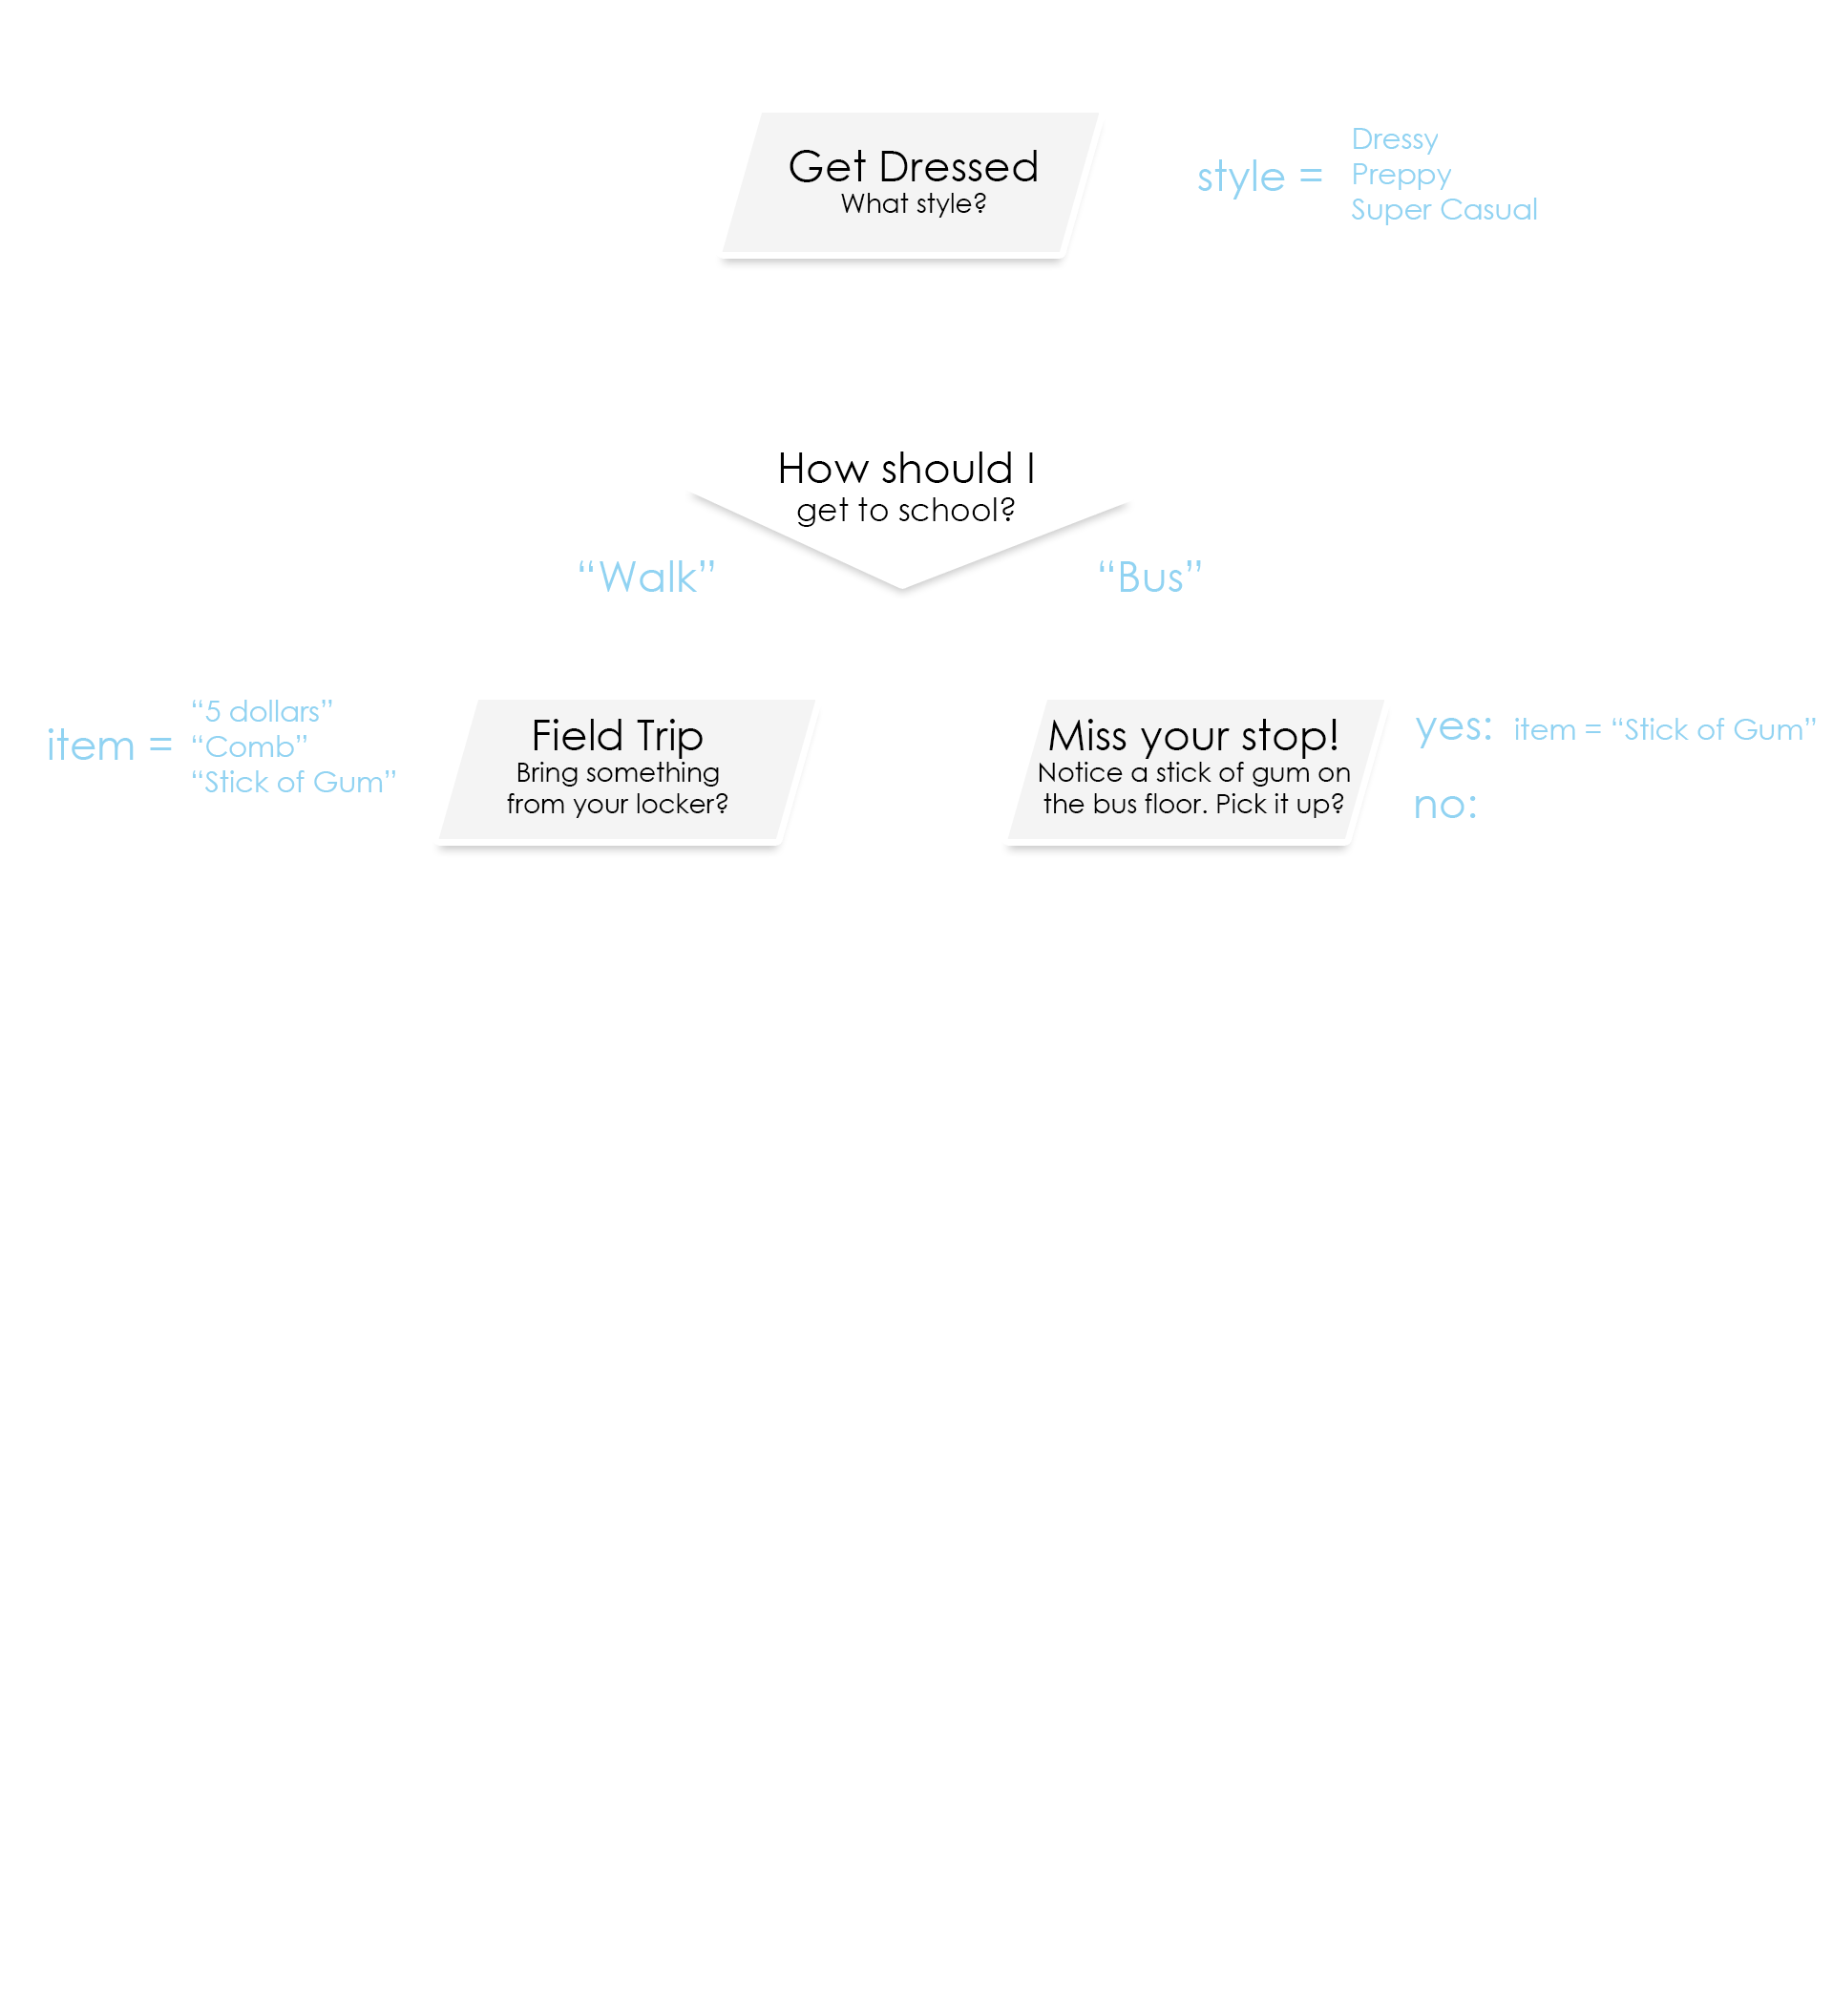 Get Dressed
What style?
style =
Dressy
Preppy
Super Casual
How should I
get to school?
“Walk”
“Bus”
item =
“5 dollars”
“Comb”
“Stick of Gum”
Field Trip
Bring something
from your locker?
Miss your stop!
Notice a stick of gum on
the bus floor. Pick it up?
yes: item = “Stick of Gum”
no: